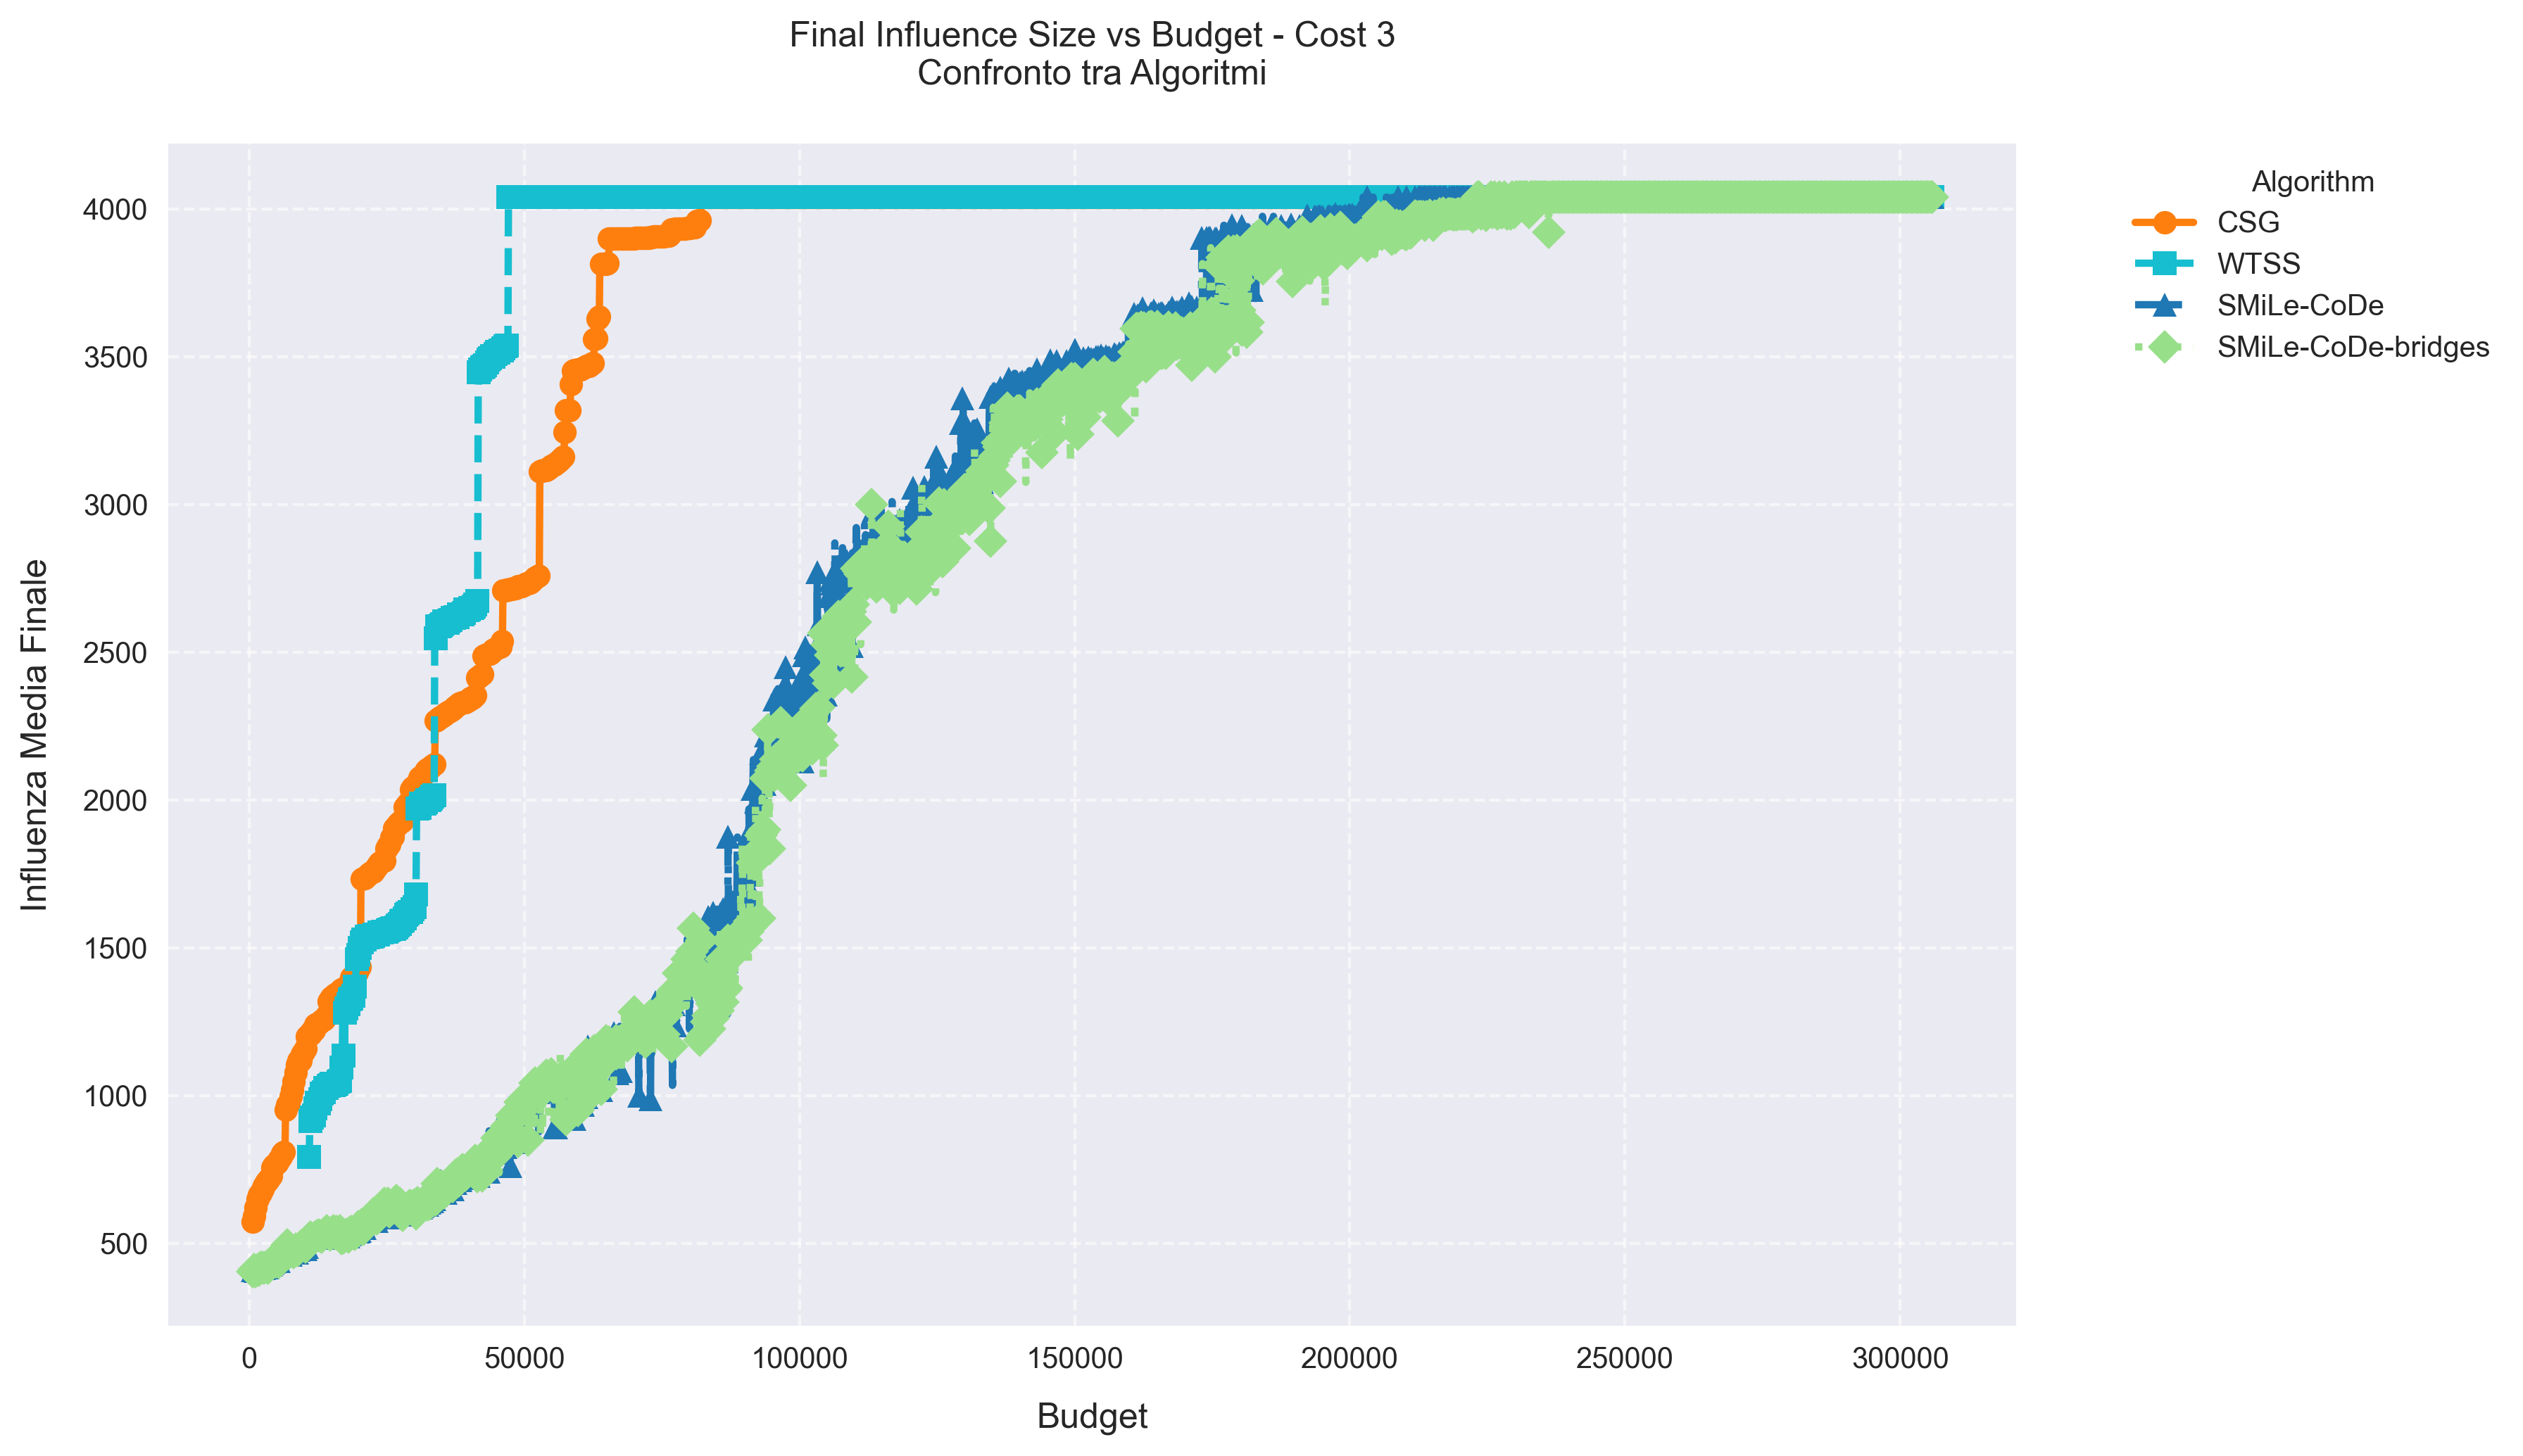 Final Influence Size vs Budget - Cost 3
Confronto tra Algoritmi
Algorithm
CSG
WTSS
SMiLe-CoDe
SMiLe-CoDe-bridges
Influenza Media Finale
4000
3500
3000
2500
2000
1500
1000
500
0
50000
100000
150000
200000
250000
300000
Budget